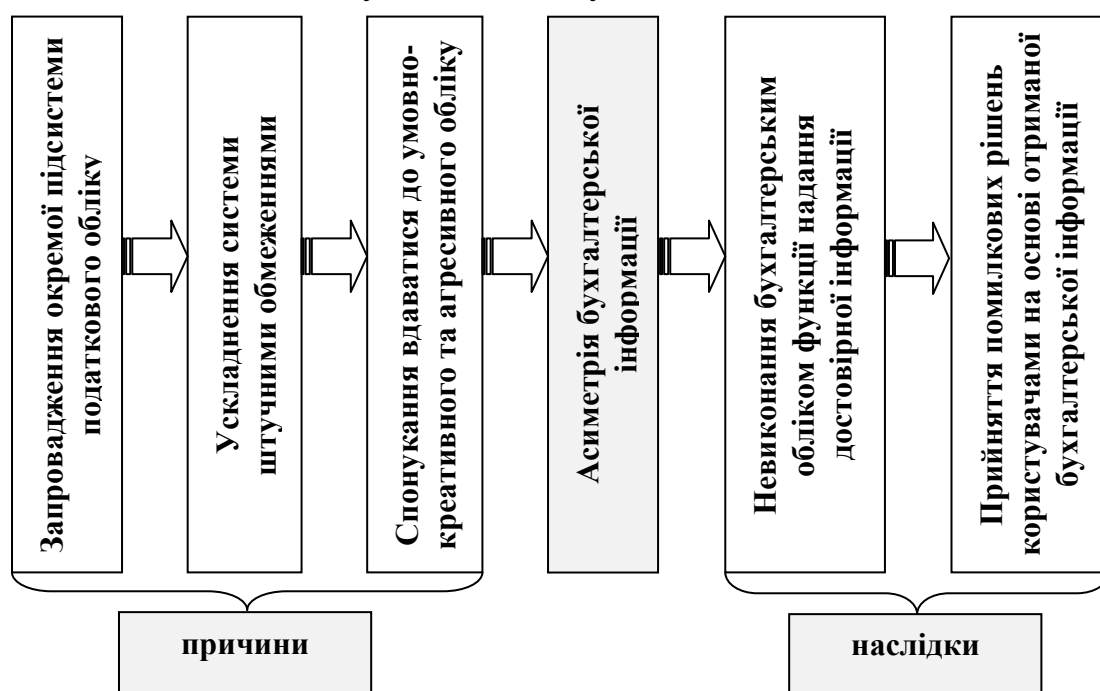 Запровадження окремої підсистеми
податкового обліку
Ускладнення системи
штучними обмеженнями
Спонукання вдаватися до умовно-
креативного та агресивного обліку
Асиметрія бухгалтерської
інформації
Невиконання бухгалтерським
обліком функції надання
достовірної інформації
Прийняття помилкових рішень
користувачами на основі отриманої
бухгалтерської інформації
причини
наслідки